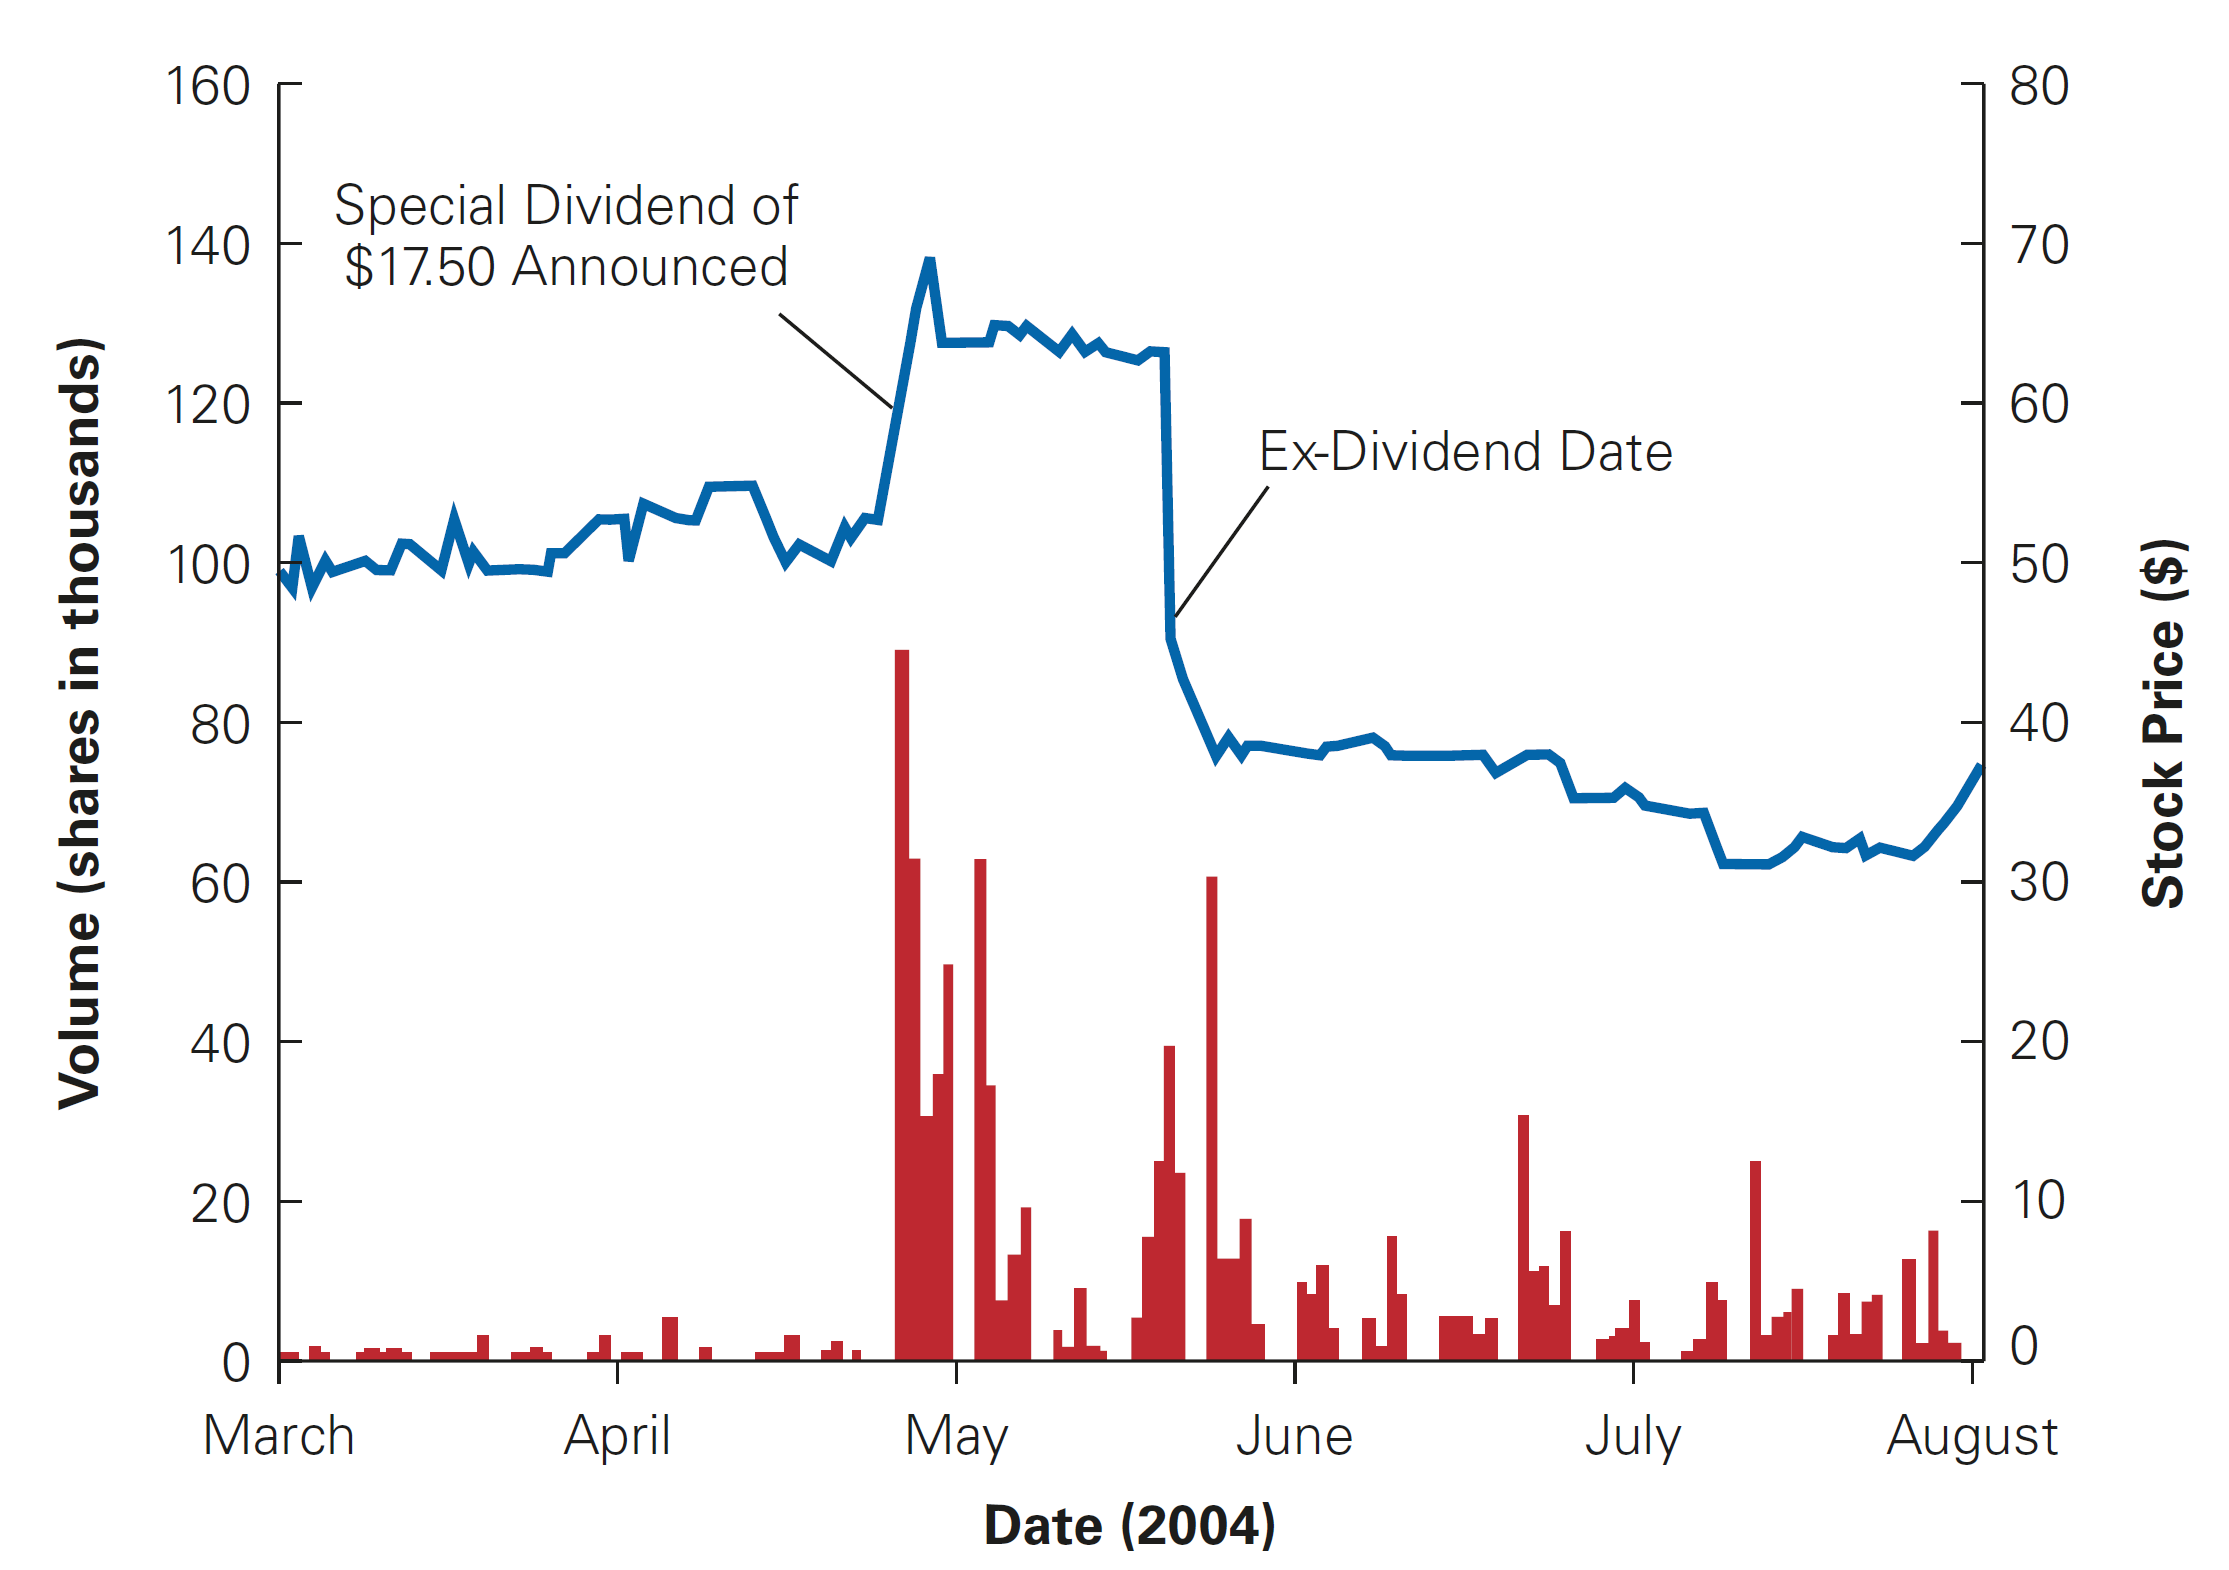 160
140
120
100
80
60
40
20
0
Volume (shares in thousands)
Special Dividend of
$17.50 Announced
Ex-Dividend Date
80
70
60
50
40
30
20
10
0
Stock Price ($)
March
April
May
June
July
August
Date (2004)